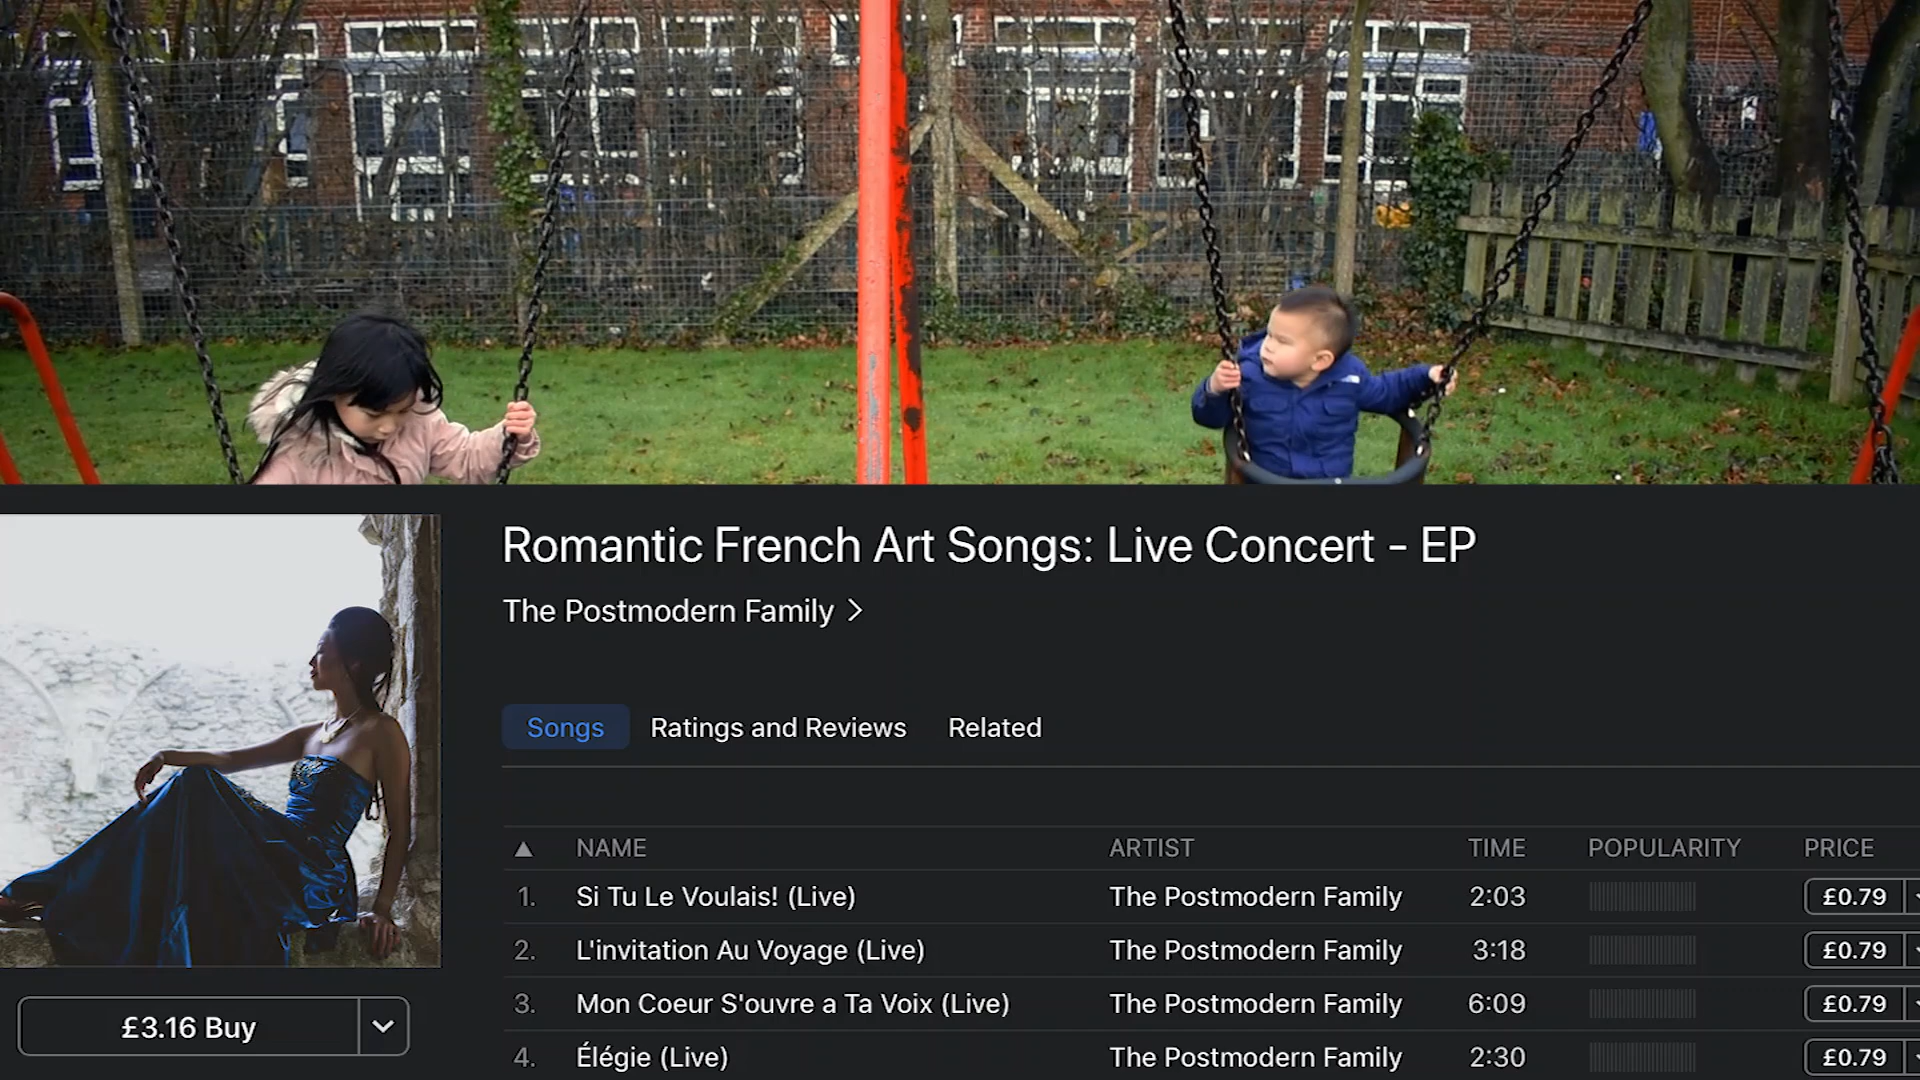 Romantic French Art Songs: Live Concert - EP
The Postmodern Family
Songs Ratings and Reviews Related
▲ NAME ARTIST TIME POPULARITY PRICE
1. Si Tu Le Voulais! (Live) The Postmodern Family 2:03 £0.79
2. L'invitation Au Voyage (Live) The Postmodern Family 3:18 £0.79
3. Mon Coeur S'ouvre a Ta Voix (Live) The Postmodern Family 6:09 £0.79
£3.16 Buy
4. Élégie (Live) The Postmodern Family 2:30 £0.79